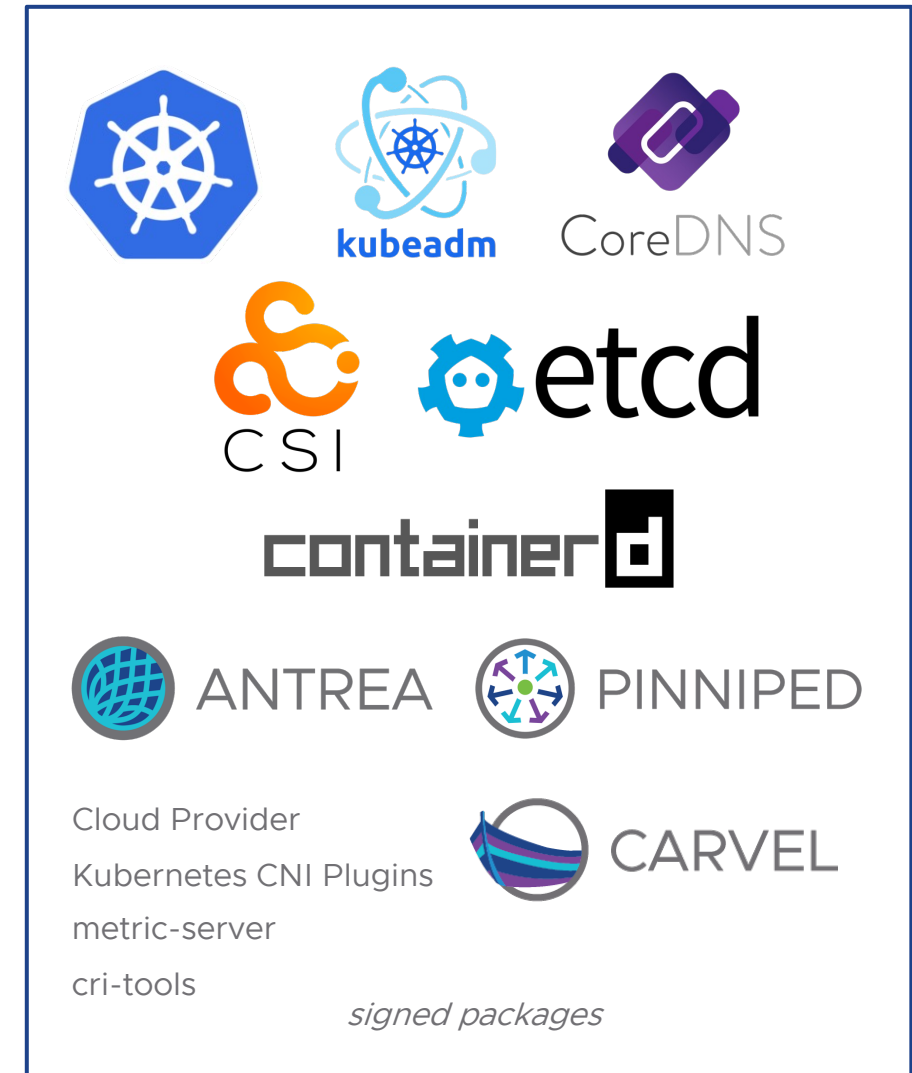 kubeadm
CoreDNS
CSI
etcd
containerd
ANTREA
PINNIPED
Cloud Provider
Kubernetes CNI Plugins
metric-server
cri-tools
CARVEL
signed packages